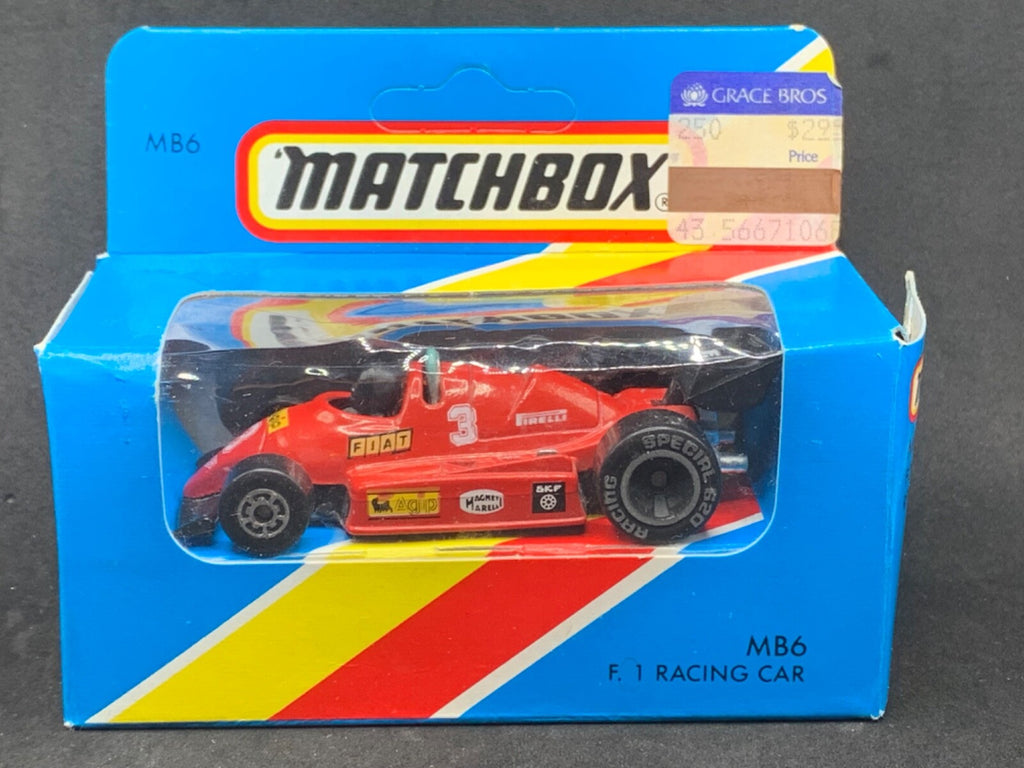 MB6
MATCHBOX
®
GRACE BROS
250
Price
43 5667106
FIAT
3
PIRELLI
Agip
MAGNETI
MARELLI
SKF
RACING SPECIAL 620
MB6
F. 1 RACING CAR